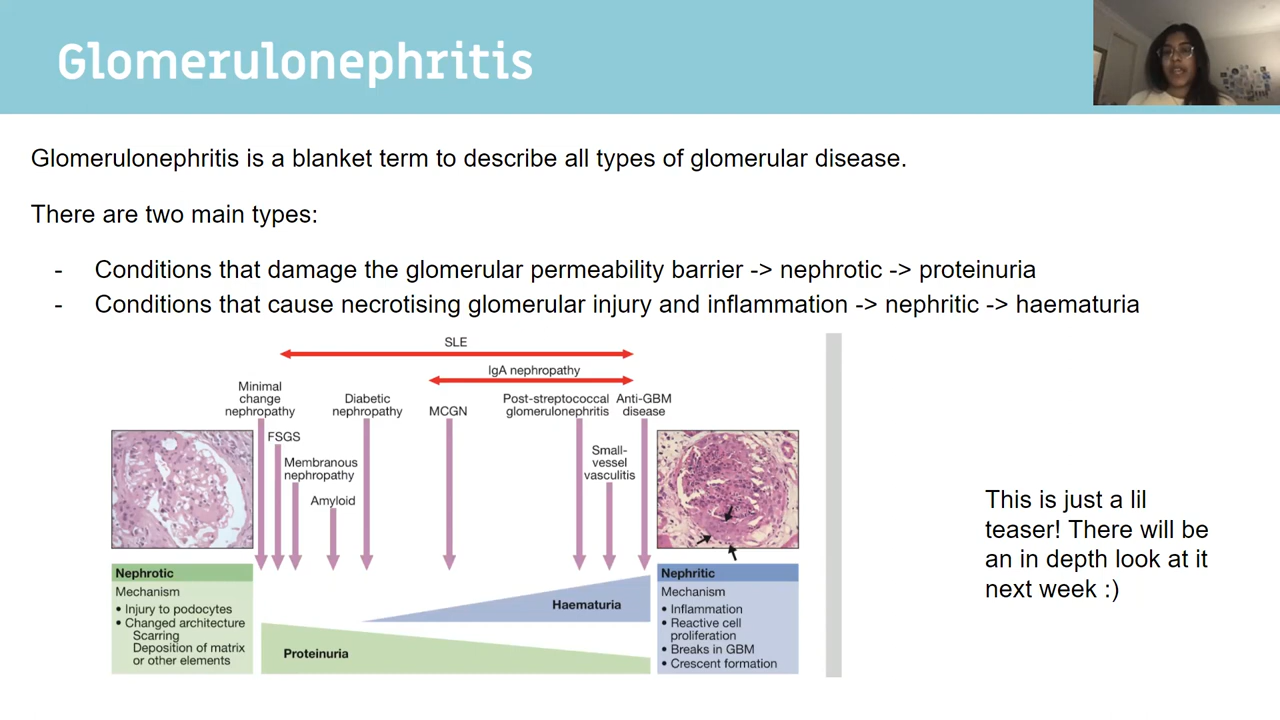 Glomerulonephritis
Glomerulonephritis is a blanket term to describe all types of glomerular disease.
There are two main types:
- Conditions that damage the glomerular permeability barrier -> nephrotic -> proteinuria
- Conditions that cause necrotising glomerular injury and inflammation -> nephritic -> haematuria
SLE
IgA nephropathy
Minimal
change
nephropathy
Diabetic
nephropathy
MCGN
Post-streptococcal
glomerulonephritis
Anti-GBM
disease
FSGS
Membranous
nephropathy
Amyloid
Small-
vessel
vasculitis
Nephrotic
Mechanism
• Injury to podocytes
• Changed architecture
Scarring
Deposition of matrix
or other elements
Haematuria
Proteinuria
Nephritic
Mechanism
• Inflammation
• Reactive cell
proliferation
• Breaks in GBM
• Crescent formation
This is just a lil
teaser! There will be
an in depth look at it
next week :)